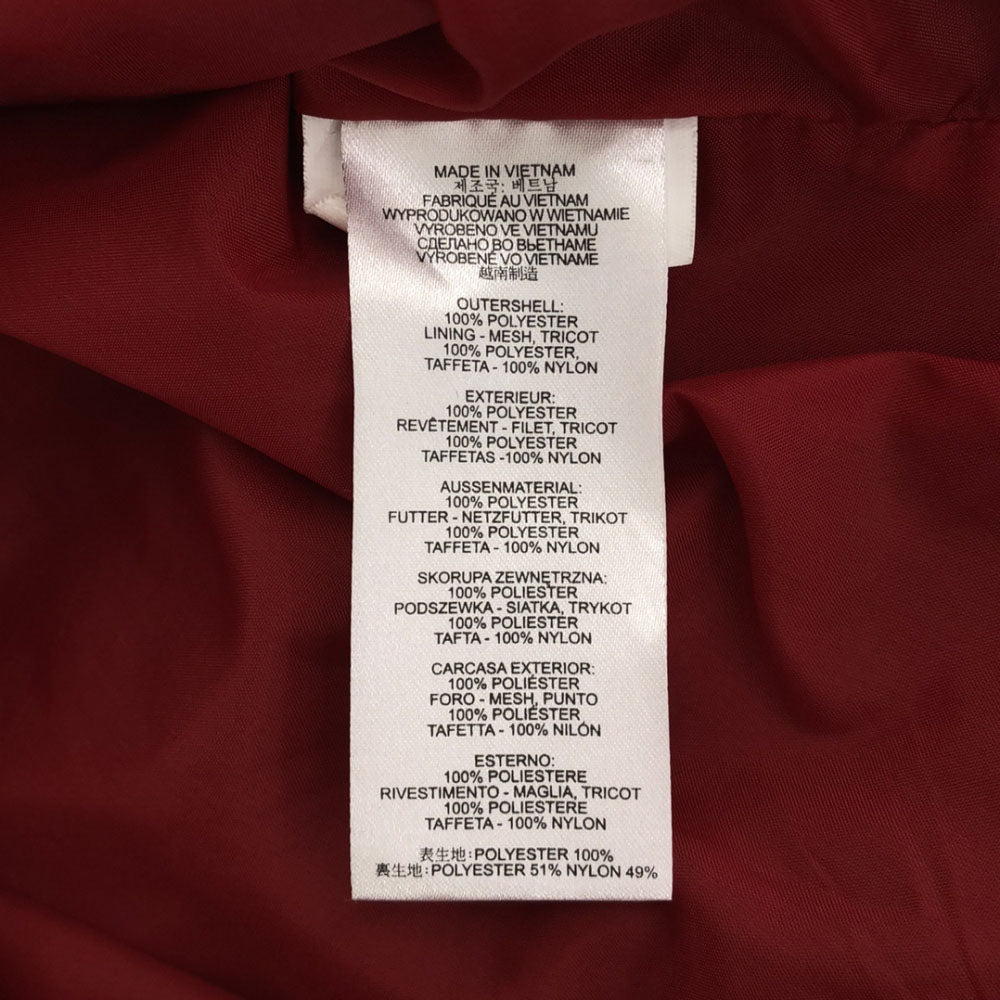 MADE IN VIETNAM
제조국: 베트남
FABRIQUÉ AU VIETNAM
WYPRODUKOWANO W WIETNAMIE
VYROBENO VE VIETNAMU
СДЕЛАНО ВО ВЬЕТНАМЕ
VYROBENÉ VO VIETNAME
越南制造
OUTERSHELL:
100% POLYESTER
LINING - MESH, TRICOT
100% POLYESTER,
TAFFETA - 100% NYLON
EXTERIEUR:
100% POLYESTER
REVÊTEMENT - FILET, TRICOT
100% POLYESTER
TAFFETAS -100% NYLON
AUSSENMATERIAL:
100% POLYESTER
FUTTER - NETZFUTTER, TRIKOT
100% POLYESTER
TAFFETA - 100% NYLON
SKORUPA ZEWNĘTRZNA:
100% POLIESTER
PODSZEWKA - SIATKA, TRYKOT
100% POLIESTER
TAFTA - 100% NYLON
CARCASA EXTERIOR:
100% POLIÉSTER
FORO - MESH, PUNTO
100% POLIÉSTER
TAFETTA - 100% NILÓN
ESTERNO:
100% POLIESTERE
RIVESTIMENTO - MAGLIA, TRICOT
100% POLIESTERE
TAFFETA - 100% NYLON
表生地:POLYESTER 100%
裏生地:POLYESTER 51% NYLON 49%